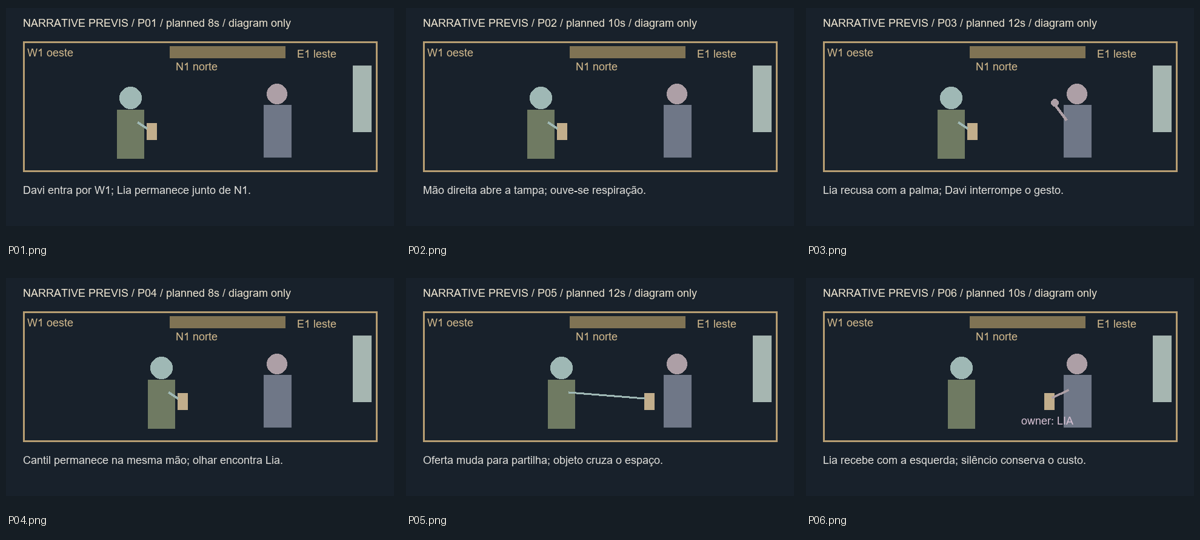 NARRATIVE PREVIS / P01 / planned 8s / diagram only
W1 oeste
E1 leste
N1 norte
Davi entra por W1; Lia permanece junto de N1.
P01.png
NARRATIVE PREVIS / P02 / planned 10s / diagram only
W1 oeste
E1 leste
N1 norte
Mão direita abre a tampa; ouve-se respiração.
P02.png
NARRATIVE PREVIS / P03 / planned 12s / diagram only
W1 oeste
E1 leste
N1 norte
Lia recusa com a palma; Davi interrompe o gesto.
P03.png
NARRATIVE PREVIS / P04 / planned 8s / diagram only
W1 oeste
E1 leste
N1 norte
Cantil permanece na mesma mão; olhar encontra Lia.
P04.png
NARRATIVE PREVIS / P05 / planned 12s / diagram only
W1 oeste
E1 leste
N1 norte
Oferta muda para partilha; objeto cruza o espaço.
P05.png
NARRATIVE PREVIS / P06 / planned 10s / diagram only
W1 oeste
E1 leste
N1 norte
owner: LIA
Lia recebe com a esquerda; silêncio conserva o custo.
P06.png